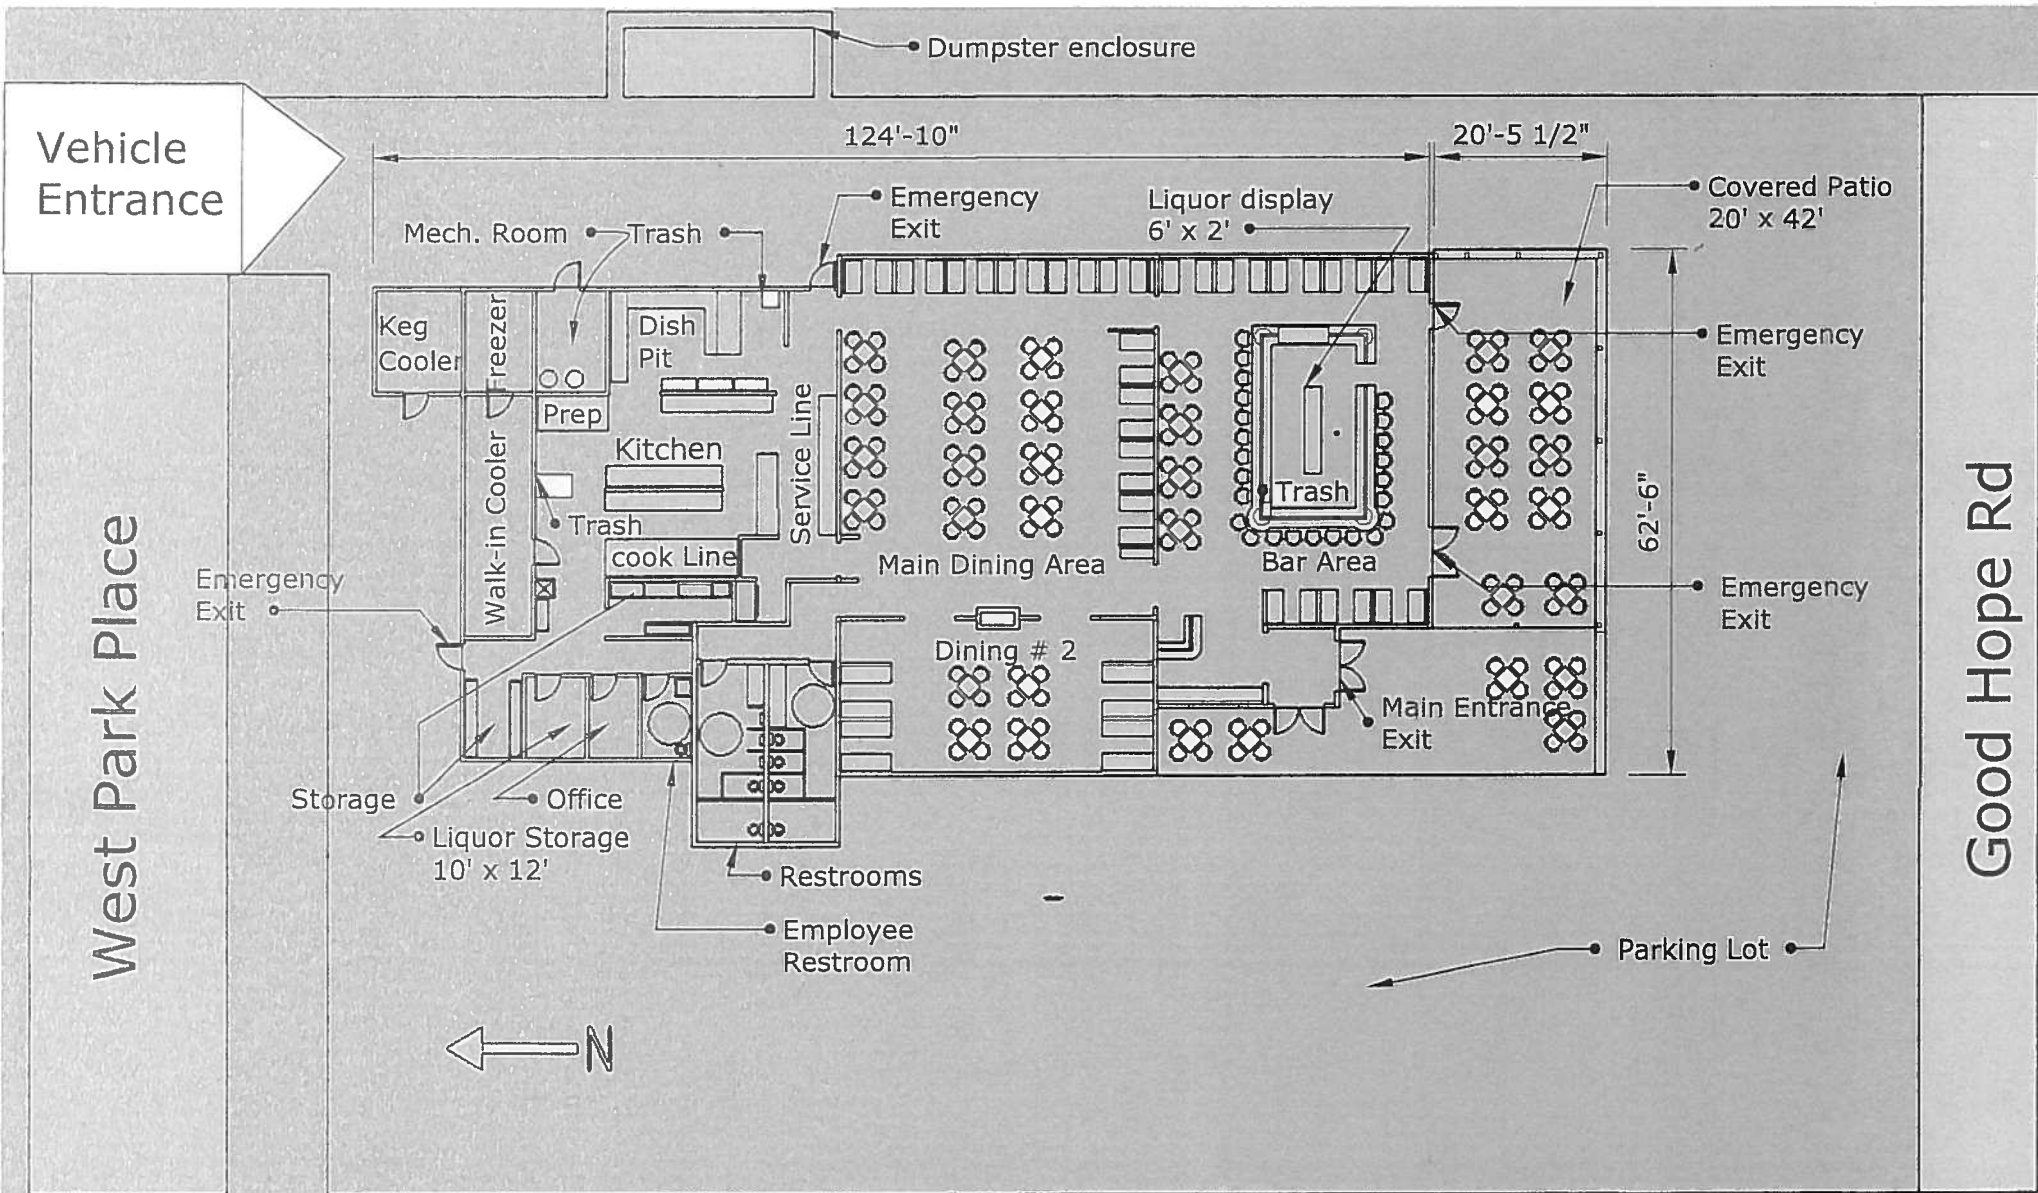 Dumpster enclosure
Vehicle
Entrance
124'-10"
20'-5 1/2"
Emergency
Exit
Liquor display
6' x 2'
Covered Patio
20' x 42'
Mech. Room
Trash
Keg
Cooler
Freezer
Dish
Pit
Emergency
Exit
Prep
Kitchen
Service Line
Walk-in Cooler
Trash
Trash
cook Line
Main Dining Area
Bar Area
62'-6"
Emergency
Exit
Emergency
Exit
Dining # 2
Main Entrance
Exit
Storage
Office
Liquor Storage
10' x 12'
Restrooms
Employee
Restroom
Parking Lot
West Park Place
Good Hope Rd
N